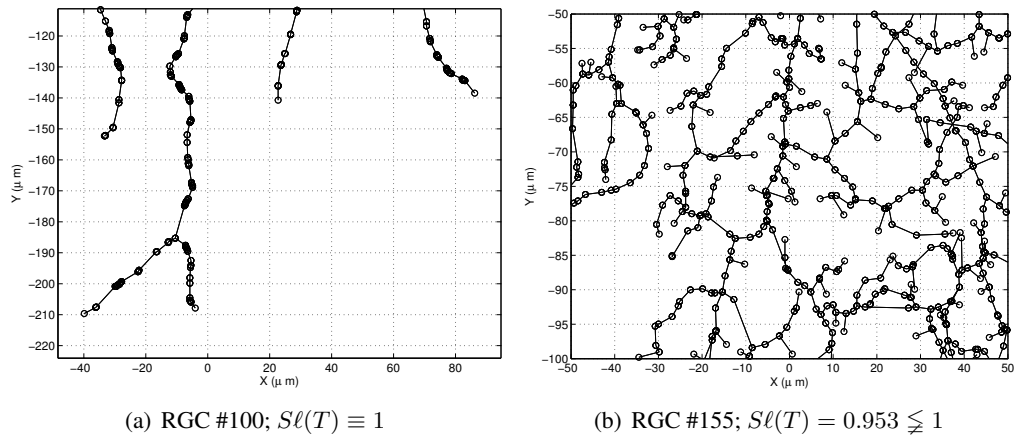 −120
−130
−140
−150
−160
−170
−180
−190
−200
−210
−220
Y (μ m)
−40 −20 0 20 40 60 80
X (μ m)
(a) RGC #100; Sℓ(T) ≡ 1
−50
−55
−60
−65
−70
−75
−80
−85
−90
−95
−100
Y (μ m)
−50 −40 −30 −20 −10 0 10 20 30 40 50
X (μ m)
(b) RGC #155; Sℓ(T) = 0.953 ≨ 1